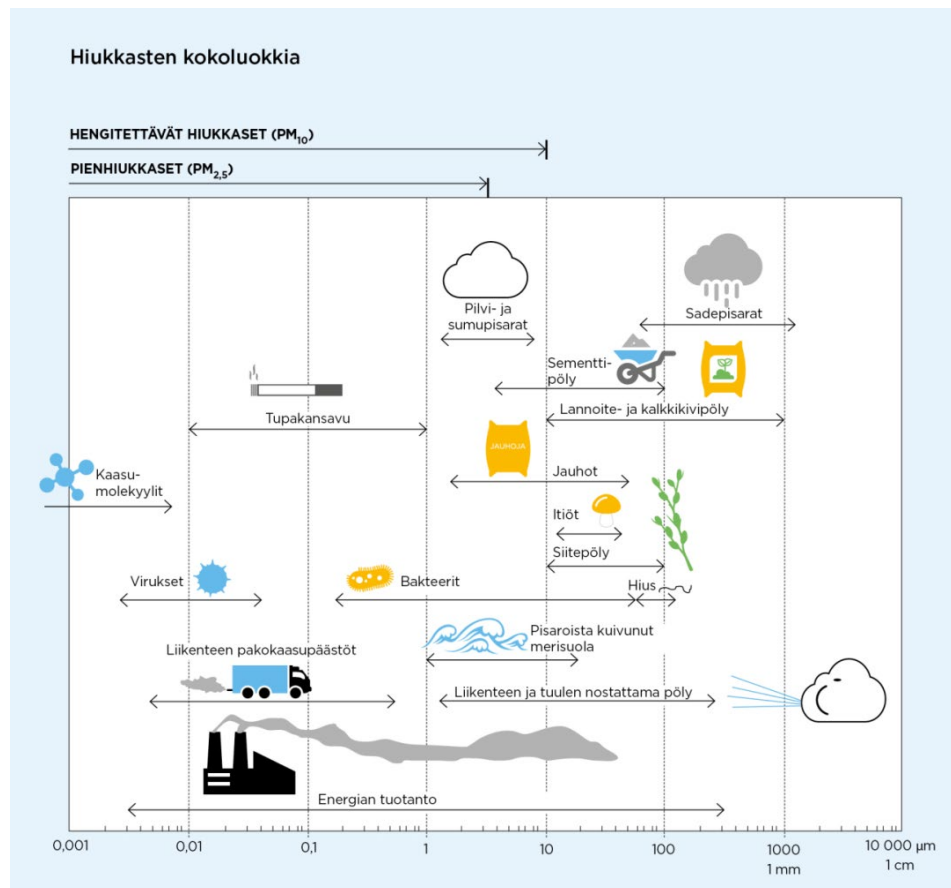 Hiukkasten kokoluokkia
HENGITETTÄVÄT HIUKKASET (PM₁₀)
PIENHIUKKASET (PM₂,₅)
Pilvi- ja
sumupisarat
Sadepisarat
Sementti-
pöly
Lannoite- ja kalkkikivipöly
Tupakansavu
JAUHOJA
Jauhot
Kaasu-
molekyylit
Itiöt
Siitepöly
Virukset
Bakteerit
Hius
Pisaroista kuivunut
merisuola
Liikenteen pakokaasupäästöt
Liikenteen ja tuulen nostattama pöly
Energian tuotanto
0,001 0,01 0,1 1 10 100 1000 10 000 µm
1 mm 1 cm